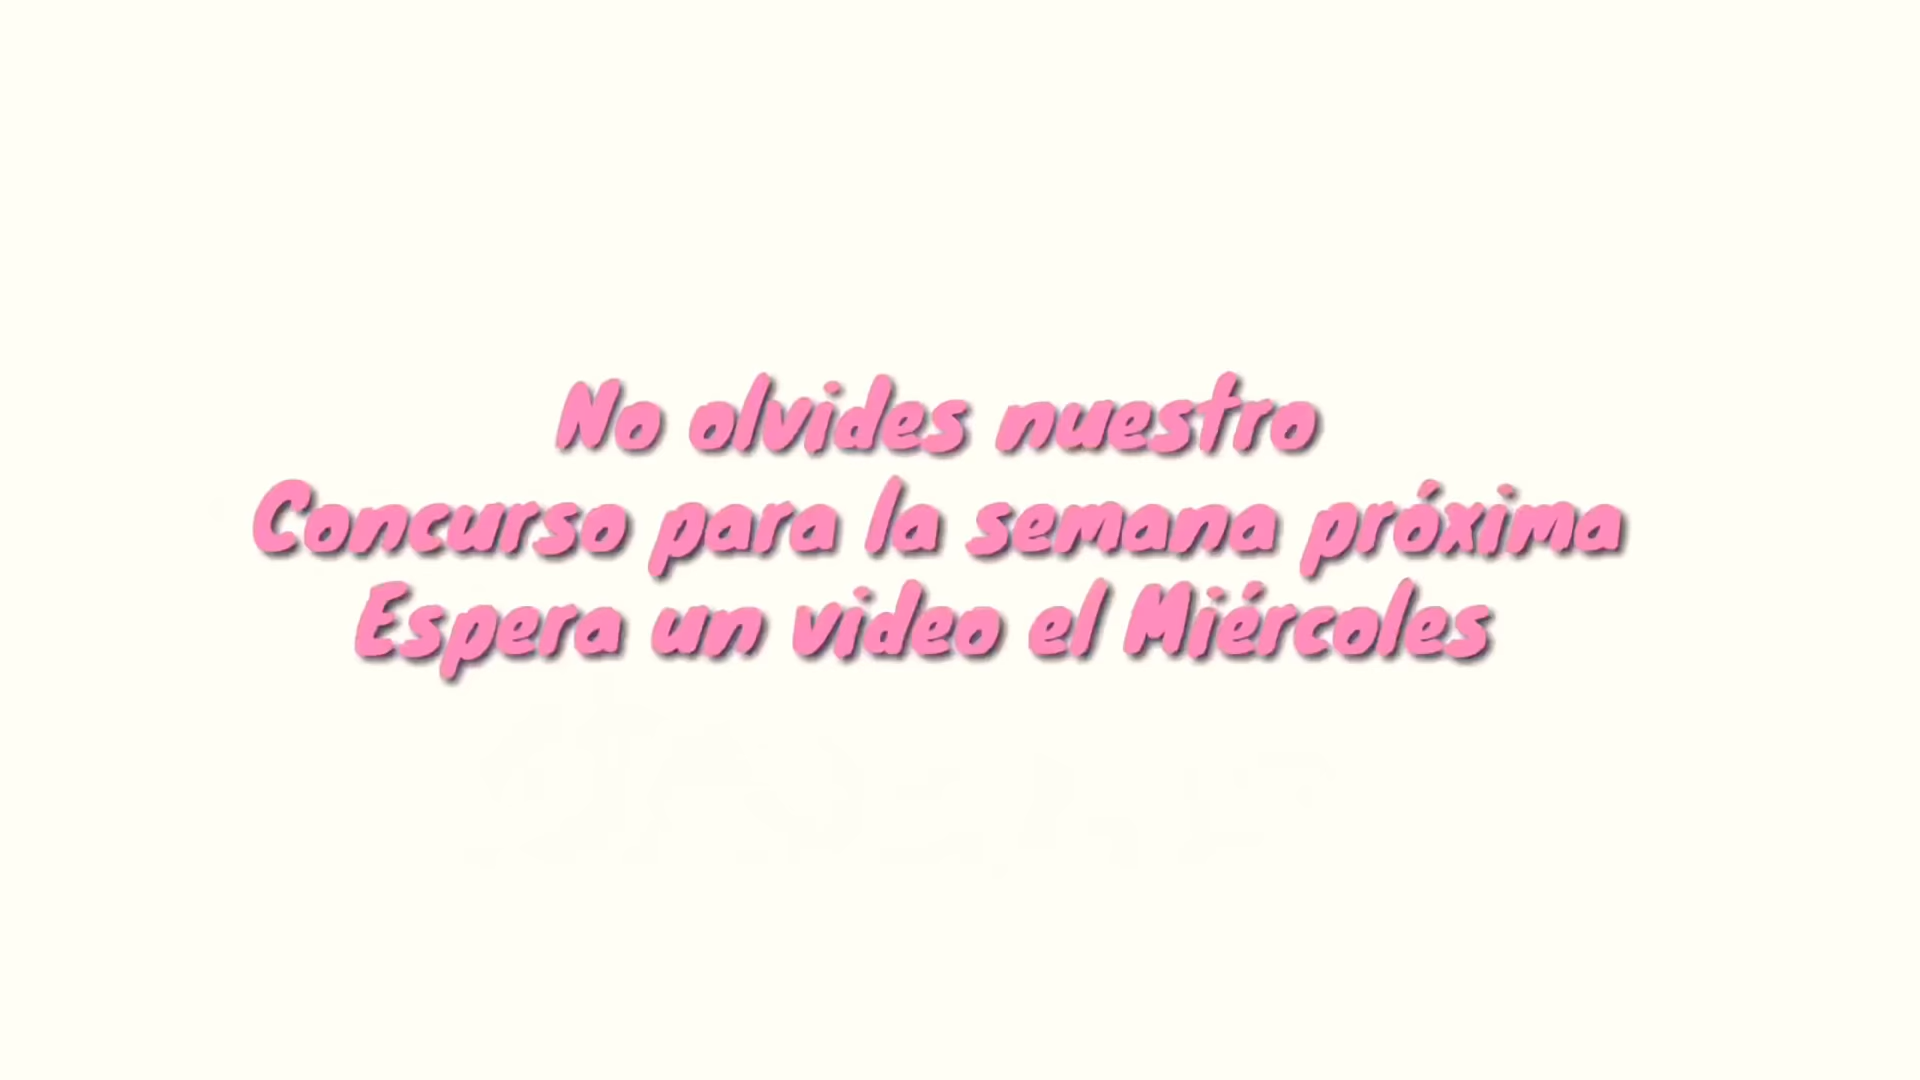 No olvides nuestro
Concurso para la semana próxima
Espera un video el Miércoles